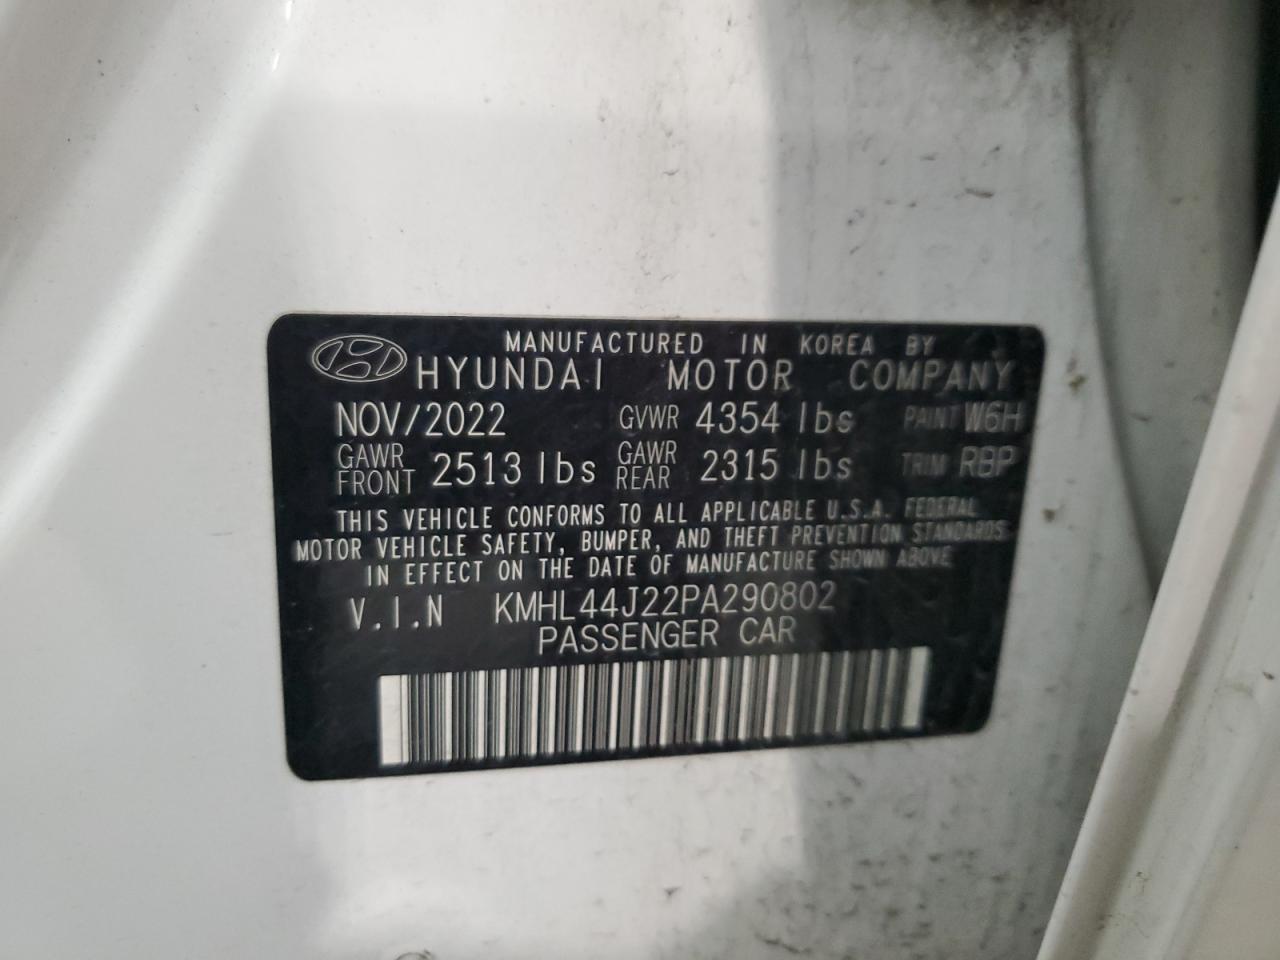 MANUFACTURED IN KOREA BY
HYUNDAI MOTOR COMPANY
NOV/2022 GVWR 4354 lbs PAINT W6H
GAWR FRONT 2513 lbs GAWR REAR 2315 lbs TRIM RBP
THIS VEHICLE CONFORMS TO ALL APPLICABLE U.S.A. FEDERAL
MOTOR VEHICLE SAFETY, BUMPER, AND THEFT PREVENTION STANDARDS
IN EFFECT ON THE DATE OF MANUFACTURE SHOWN ABOVE
V.I.N KMHL44J22PA290802
PASSENGER CAR